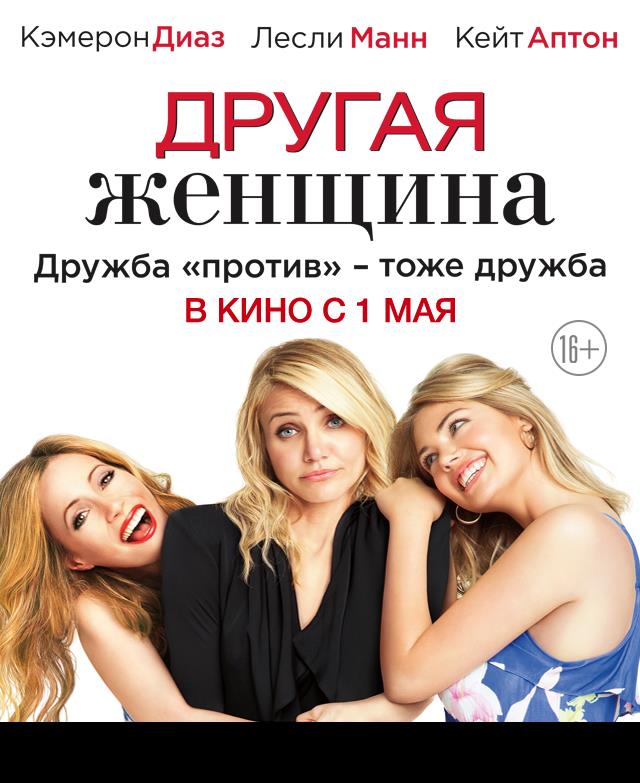 Кэмерон Диаз Лесли Манн Кейт Аптон
ДРУГАЯ
женщина
Дружба «против» – тоже дружба
В КИНО С 1 МАЯ
16+